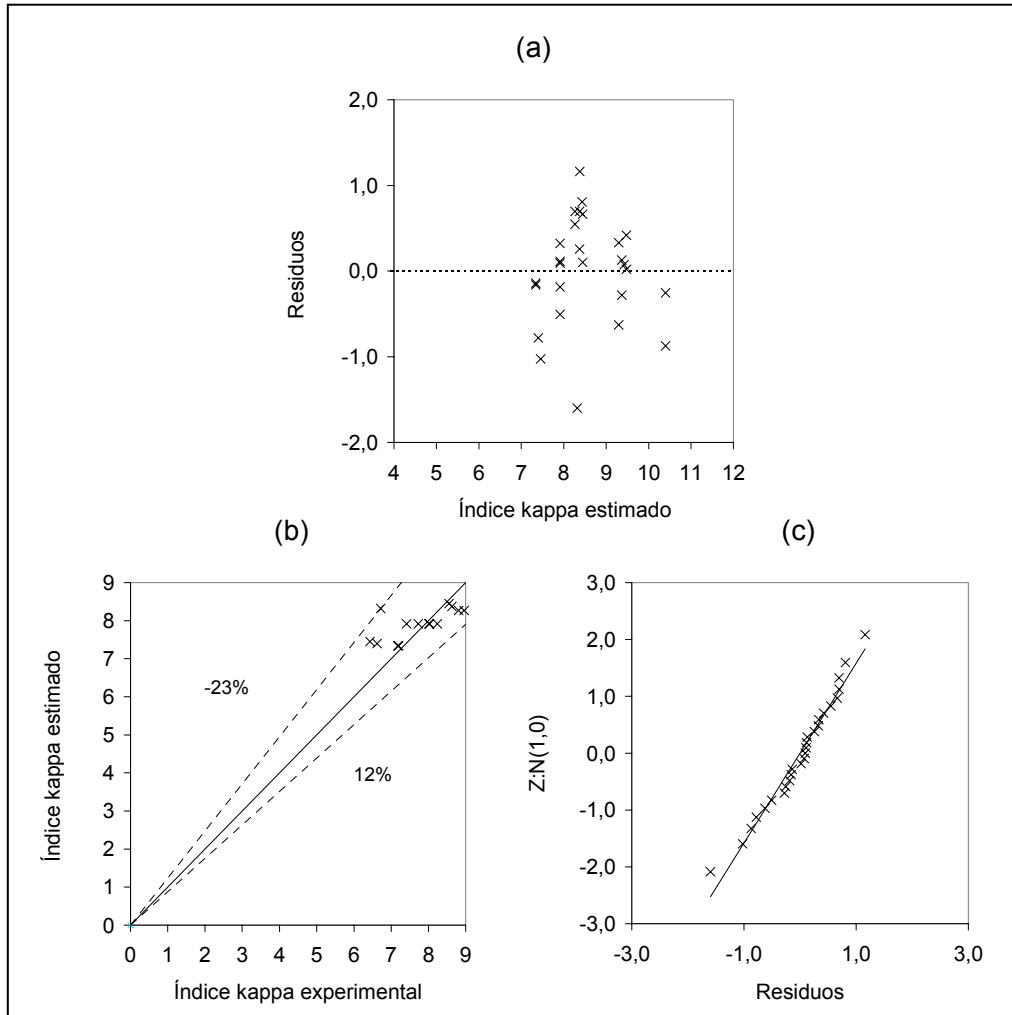 (a)
2,0
1,0
0,0
-1,0
-2,0
Residuos
4 5 6 7 8 9 10 11 12
Índice kappa estimado
(b)
9
8
7
6
5
4
3
2
1
0
Índice kappa estimado
-23%
12%
0 1 2 3 4 5 6 7 8 9
Índice kappa experimental
(c)
3,0
2,0
1,0
0,0
-1,0
-2,0
-3,0
Z:N(1,0)
-3,0 -1,0 1,0 3,0
Residuos